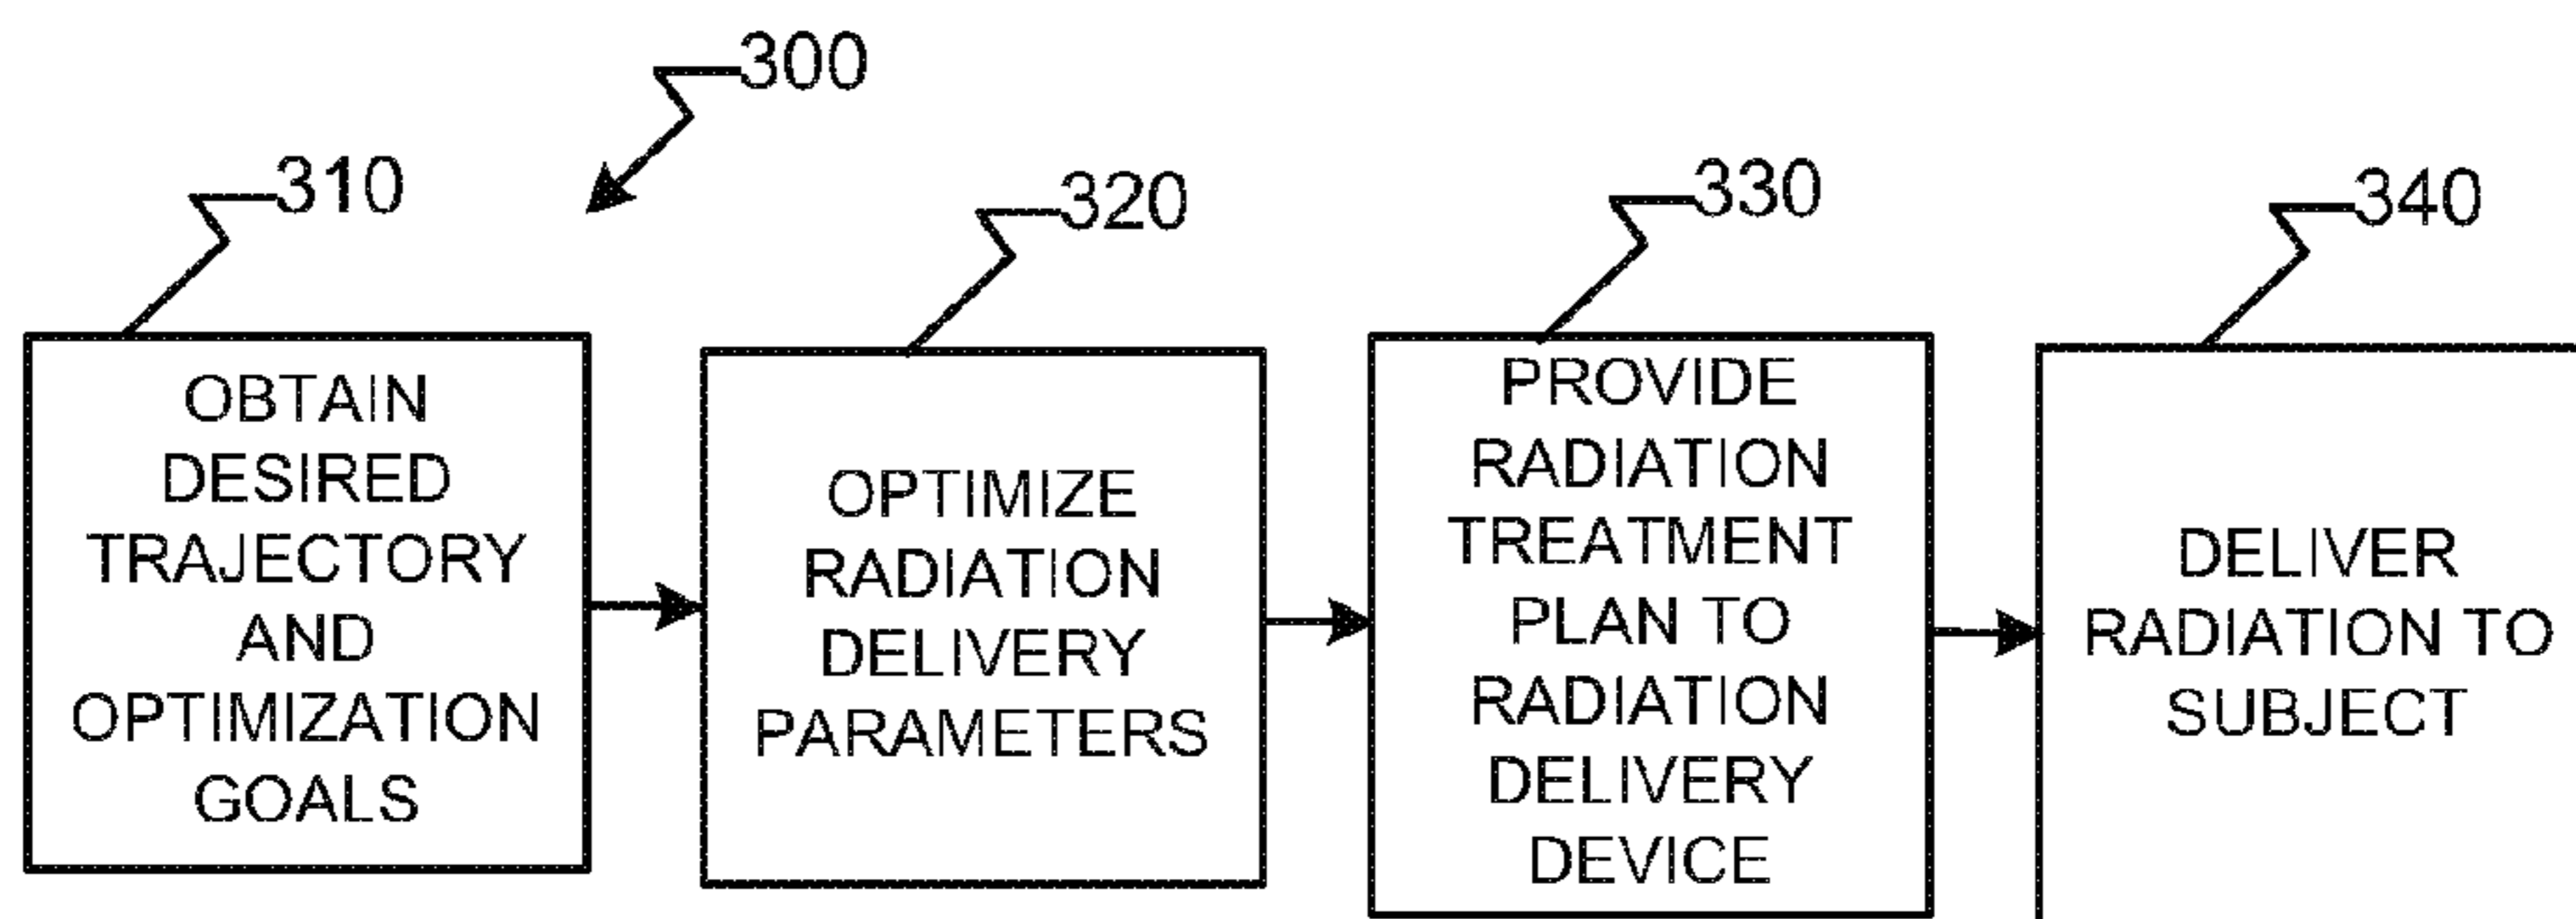 300
310
320
330
340
OBTAIN
DESIRED
TRAJECTORY
AND
OPTIMIZATION
GOALS
OPTIMIZE
RADIATION
DELIVERY
PARAMETERS
PROVIDE
RADIATION
TREATMENT
PLAN TO
RADIATION
DELIVERY
DEVICE
DELIVER
RADIATION TO
SUBJECT